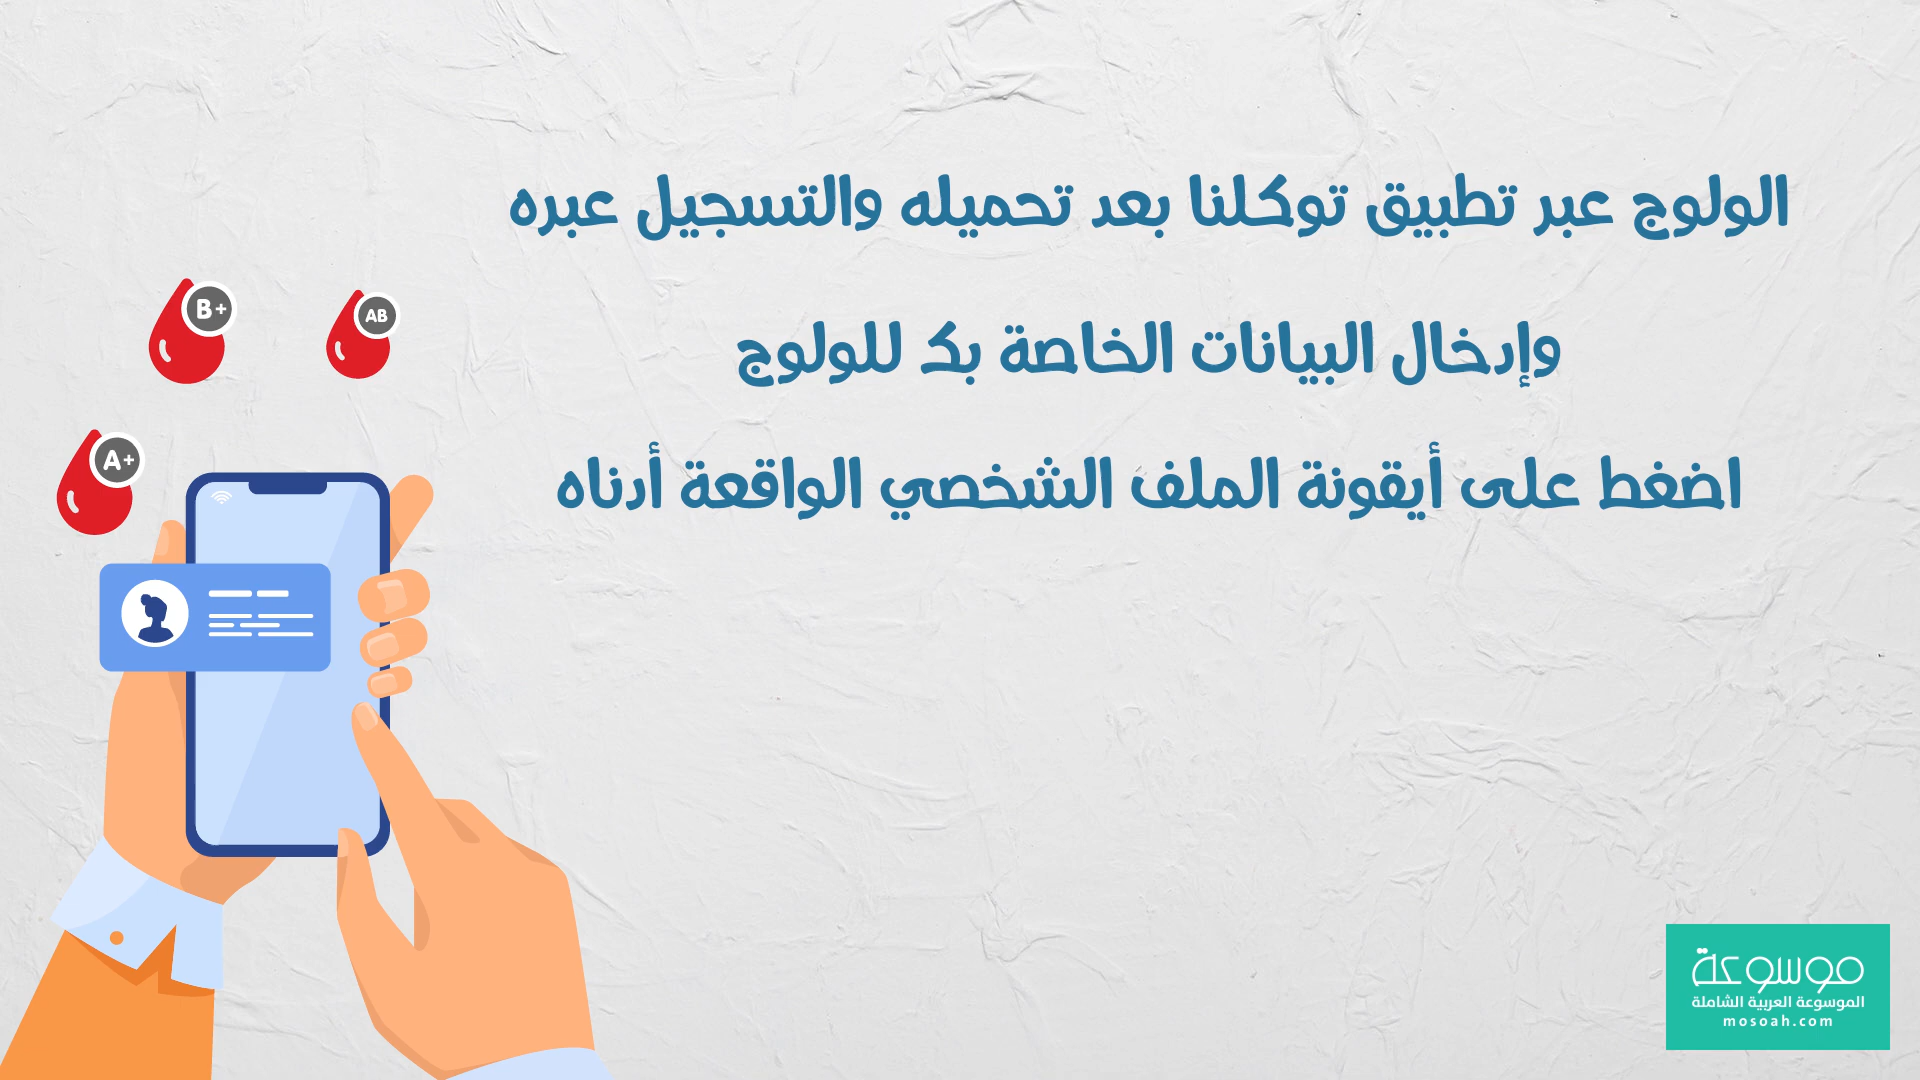 الولوج عبر تطبيق توكلنا بعد تحميله والتسجيل عبره
وإدخال البيانات الخاصة بك للولوج
اضغط على أيقونة الملف الشخصي الواقعة أدناه
B+
AB
A+
موسوعة
الموسوعة العربية الشاملة
mosoah.com